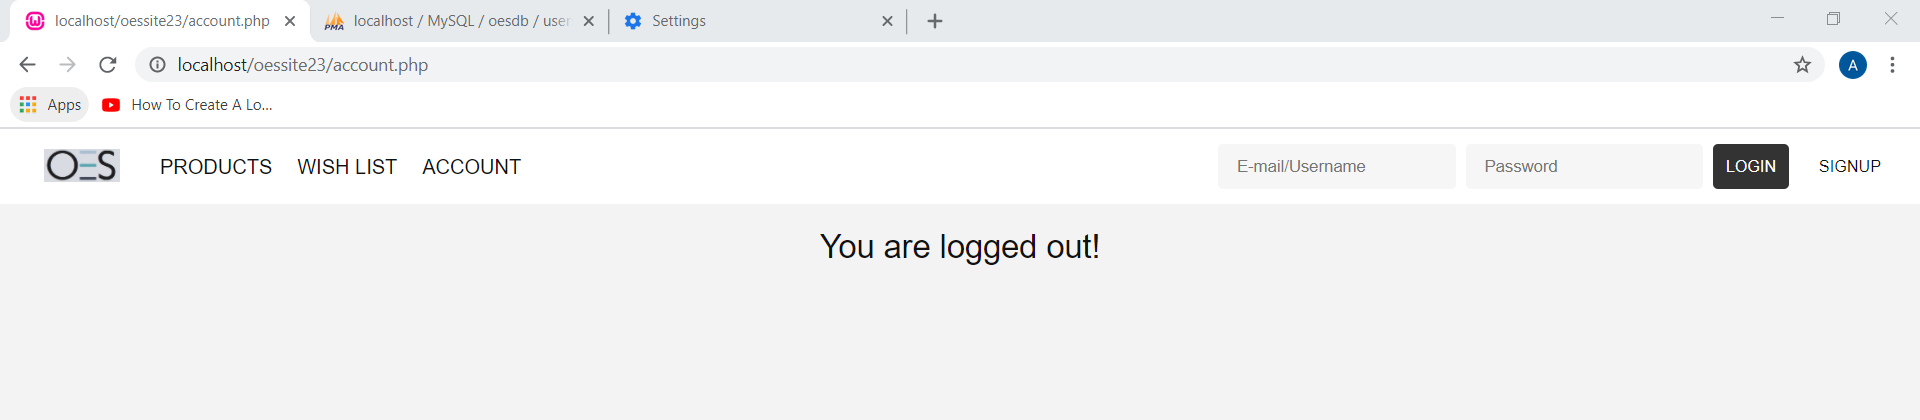 localhost/oessite23/account.php
localhost / MySQL / oesdb / user
Settings
localhost/oessite23/account.php
A
Apps
How To Create A Lo...
OES
PRODUCTS
WISH LIST
ACCOUNT
E-mail/Username
Password
LOGIN
SIGNUP
You are logged out!